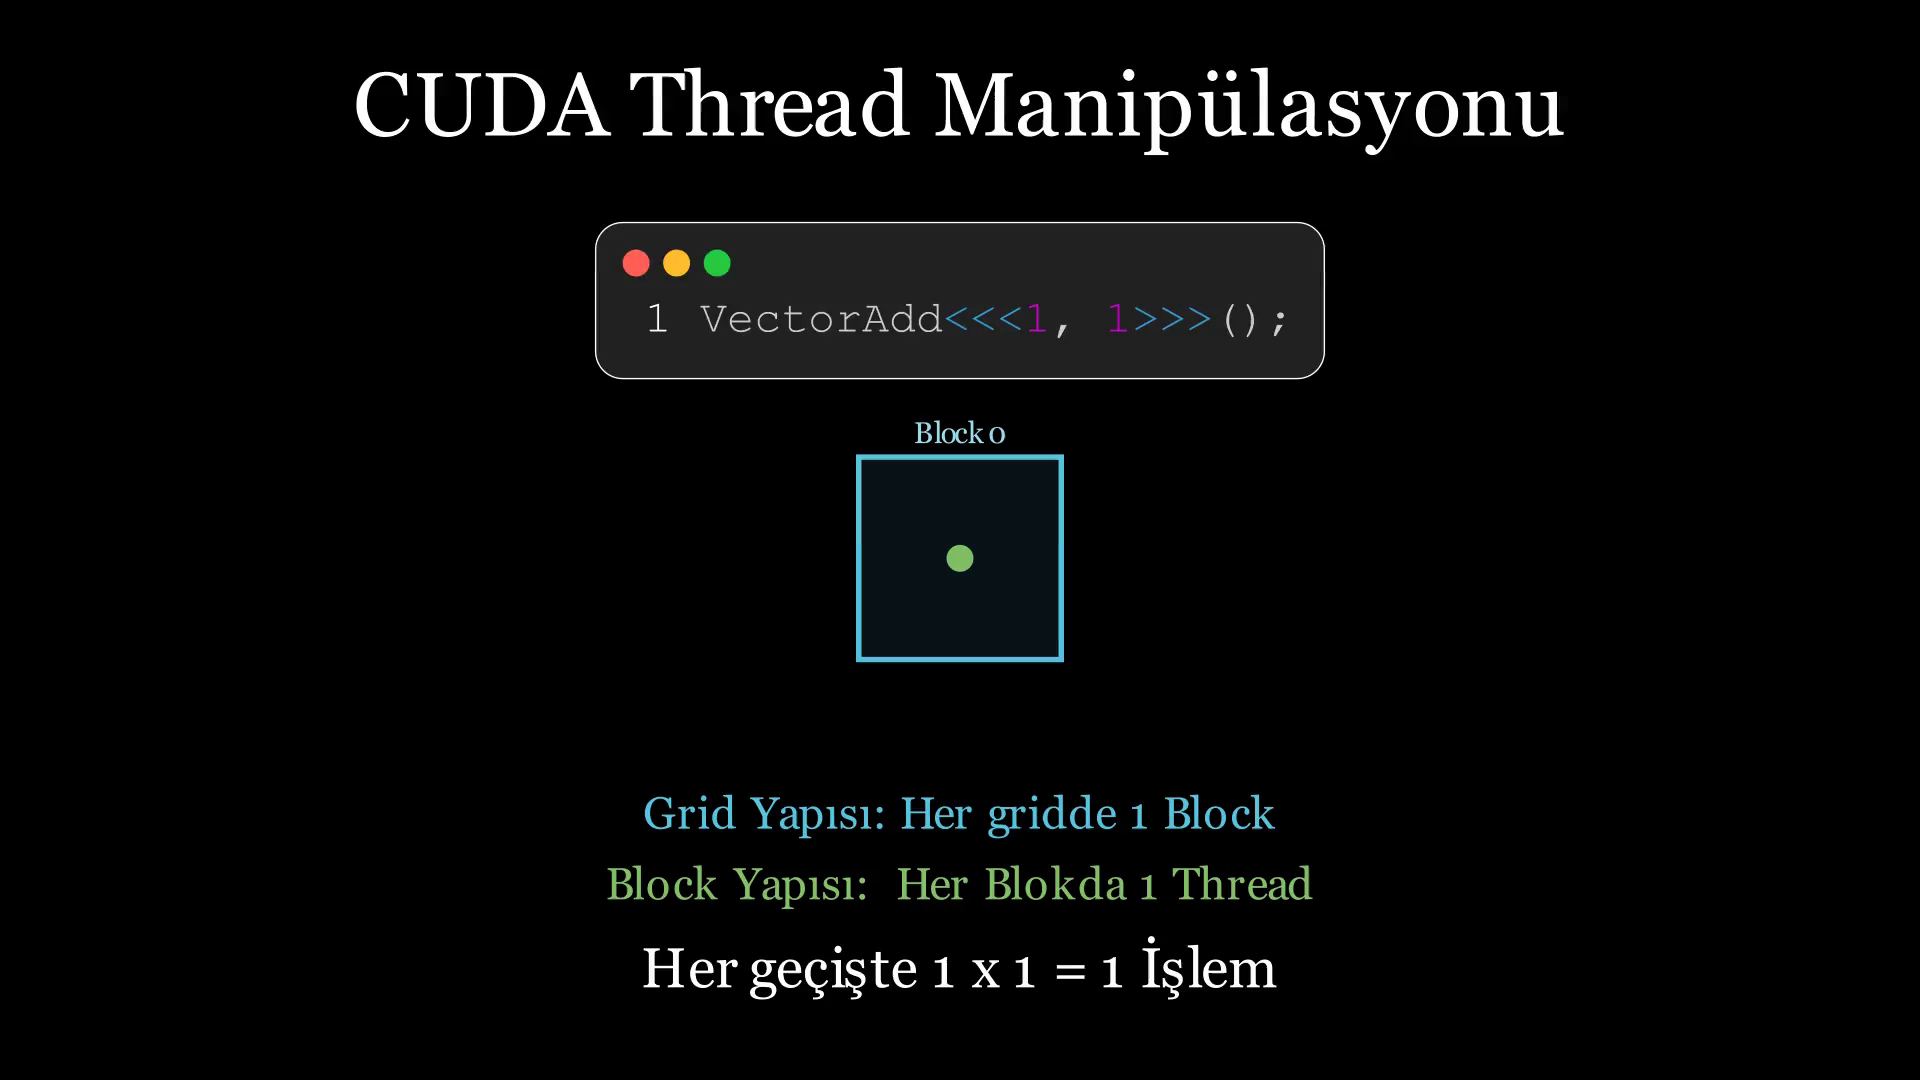 CUDA Thread Manipülasyonu
1 VectorAdd<<<1, 1>>>();
Block 0
Grid Yapısı: Her gridde 1 Block
Block Yapısı: Her Blokda 1 Thread
Her geçişte 1 x 1 = 1 İşlem